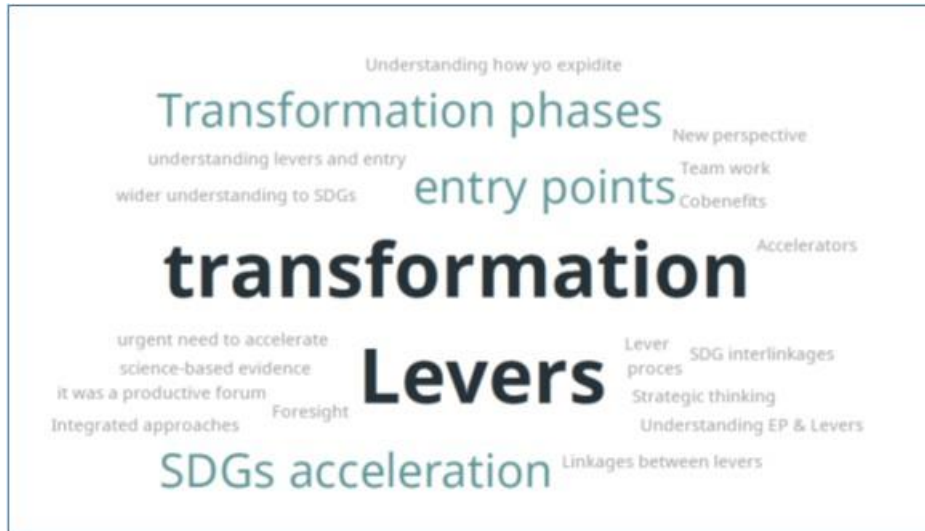 Understanding how yo expidite
Transformation phases
New perspective
understanding levers and entry
Team work
entry points
wider understanding to SDGs
Cobenefits
Accelerators
transformation
urgent need to accelerate
Lever
proces
SDG interlinkages
science-based evidence
Levers
it was a productive forum
Strategic thinking
Foresight
Integrated approaches
Understanding EP & Levers
SDGs acceleration
Linkages between levers